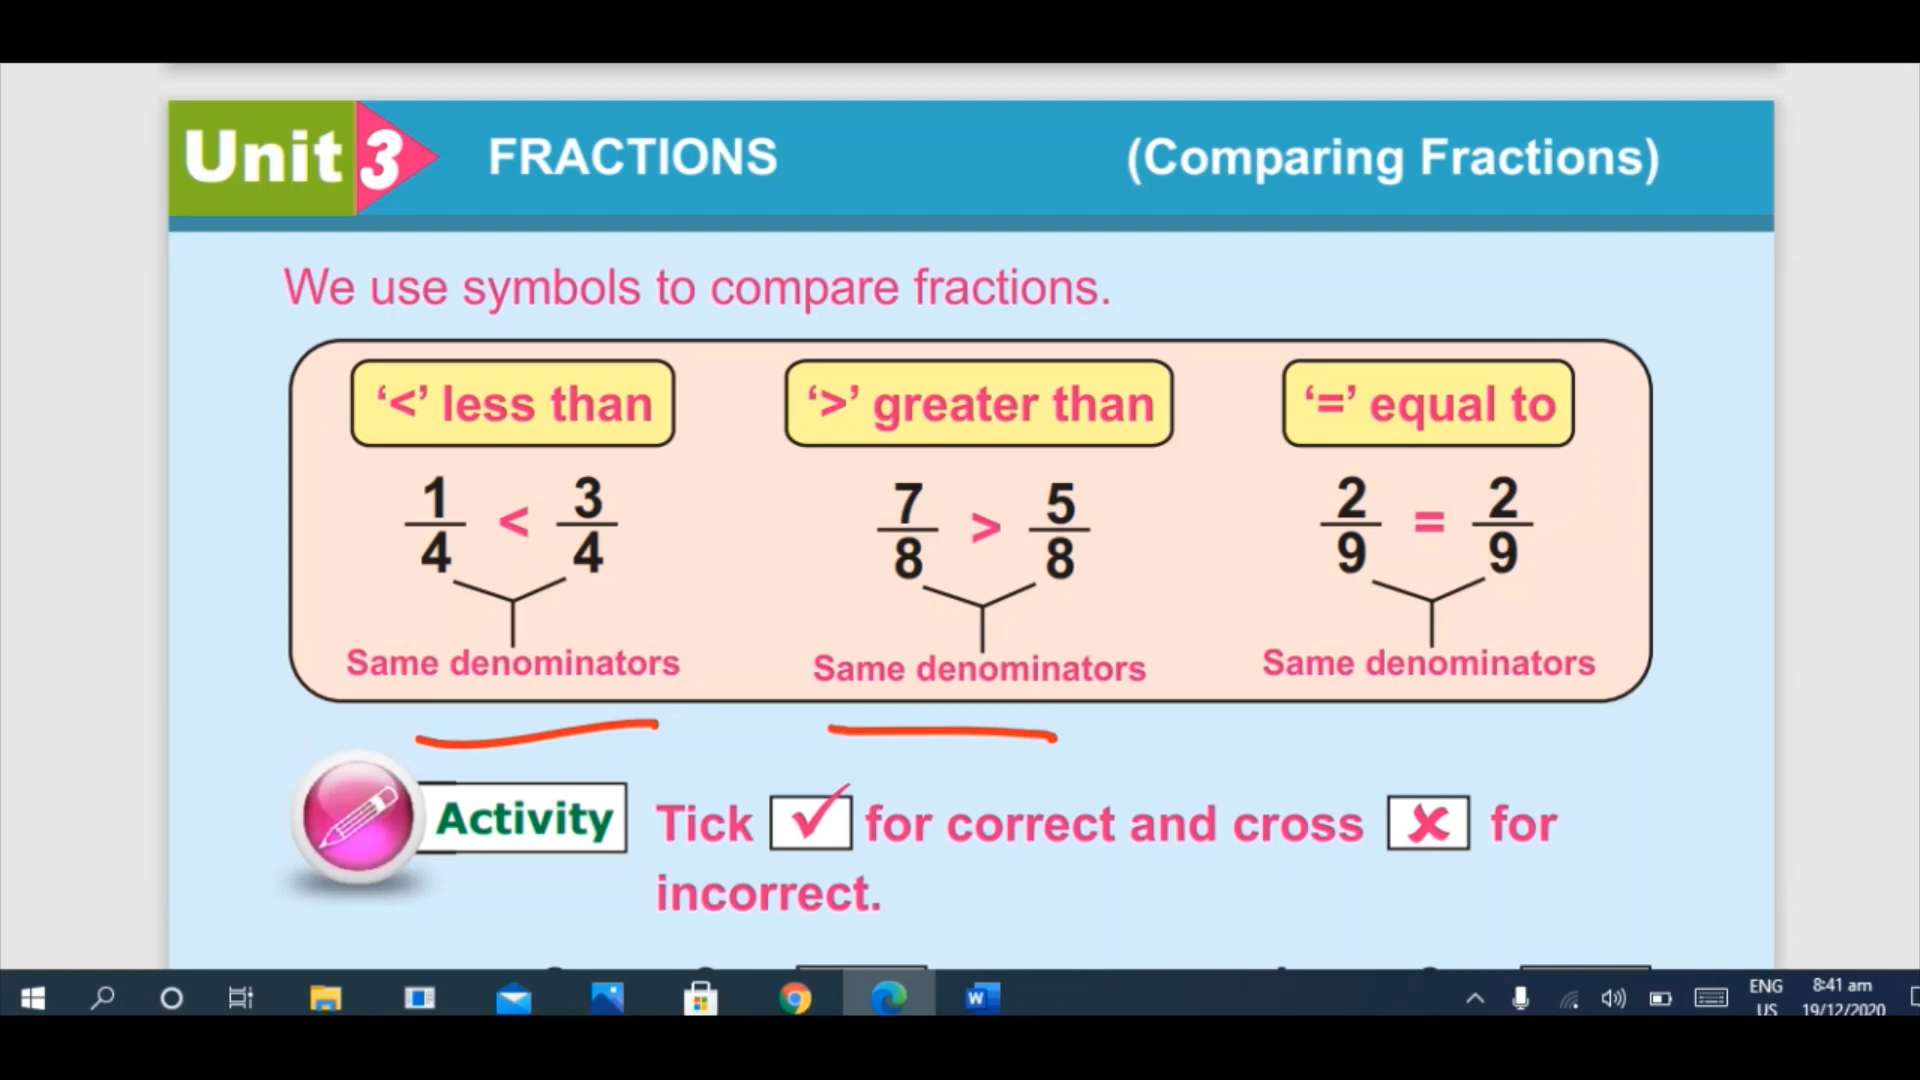 Unit 3 FRACTIONS (Comparing Fractions)
We use symbols to compare fractions.
‘<’ less than ‘>’ greater than ‘=’ equal to
1/4 < 3/4 7/8 > 5/8 2/9 = 2/9
Same denominators Same denominators Same denominators
Activity Tick ✓ for correct and cross ✗ for
incorrect.
ENG 8:41 am
US 19/12/2020